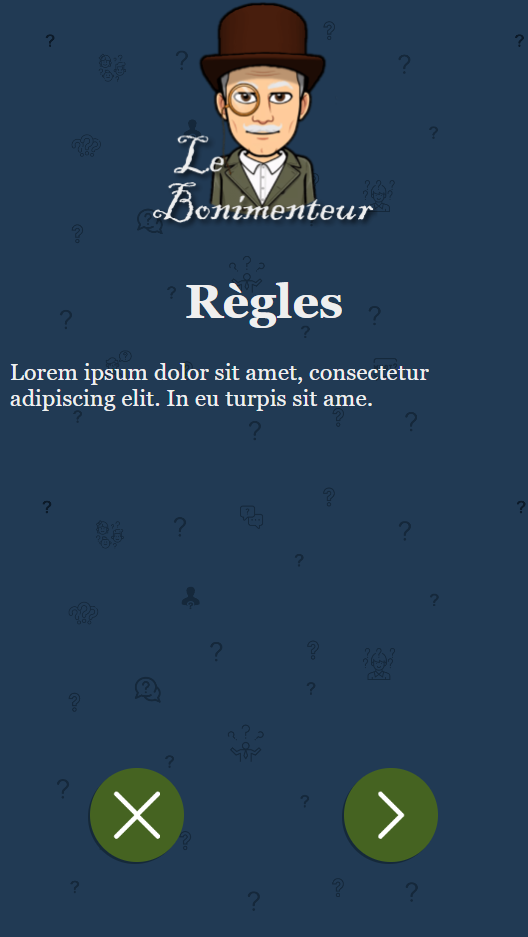 Le
Bonimenteur
Règles
Lorem ipsum dolor sit amet, consectetur
adipiscing elit. In eu turpis sit ame.